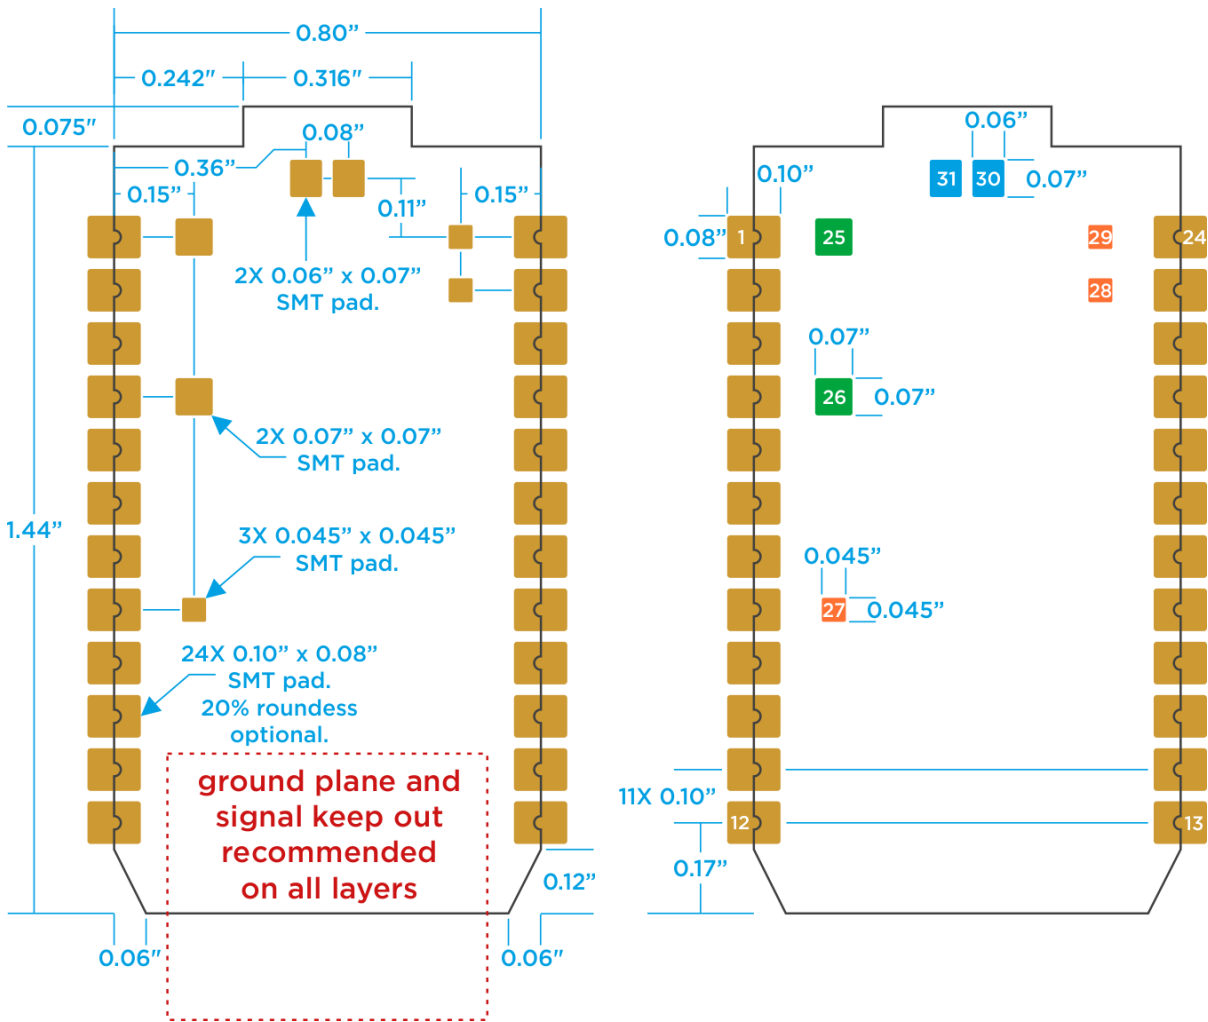 0.80”
0.242"
0.316"
0.075"
0.08”
0.36”
0.15”
0.11”
0.15”
2X 0.06” x 0.07”
SMT pad.
2X 0.07” x 0.07”
SMT pad.
1.44”
3X 0.045” x 0.045”
SMT pad.
24X 0.10” x 0.08”
SMT pad.
20% roundess
optional.
ground plane and
signal keep out
recommended
on all layers
0.12”
0.06"
0.06"
0.06”
31
30
0.07”
0.10”
0.08”
1
25
29
24
28
0.07”
26
0.07”
0.045”
27
0.045”
11X 0.10”
12
13
0.17”